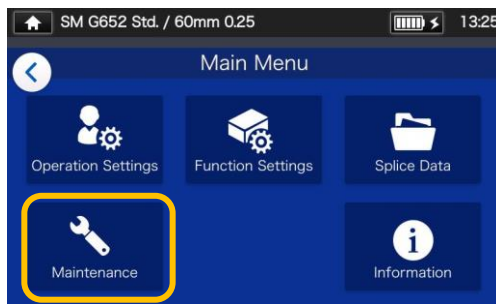 SM G652 Std. / 60mm 0.25 13:25
Main Menu
Operation Settings Function Settings Splice Data
Maintenance Information